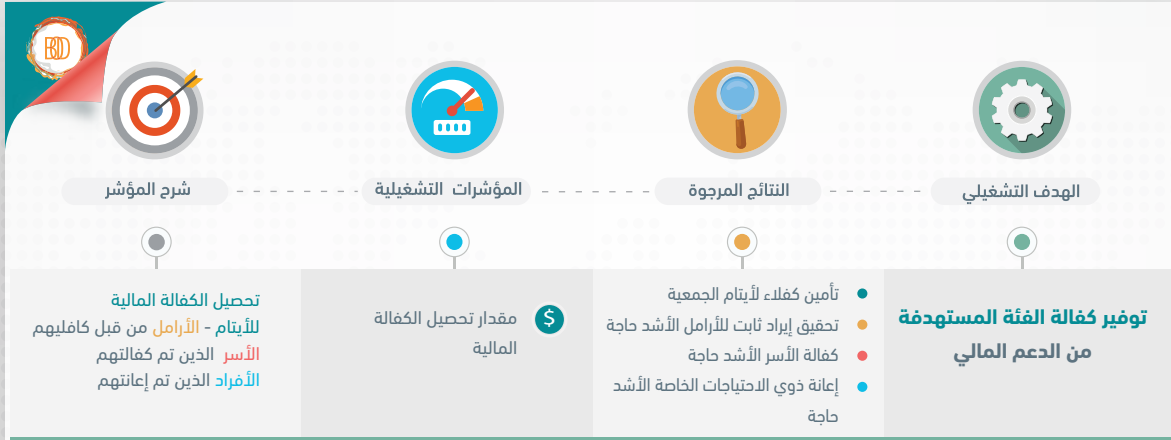 BOD
الهدف التشغيلي
النتائج المرجوة
المؤشرات التشغيلية
شرح المؤشر
توفير كفالة الفئة المستهدفة
من الدعم المالي
تأمين كفلاء لأيتام الجمعية
تحقيق إيراد ثابت للأرامل الأشد حاجة
كفالة الأسر الأشد حاجة
إعانة ذوي الاحتياجات الخاصة الأشد
حاجة
$
مقدار تحصيل الكفالة
المالية
تحصيل الكفالة المالية
للأيتام - الأرامل من قبل كافليهم
الأسر الذين تم كفالتهم
الأفراد الذين تم إعانتهم